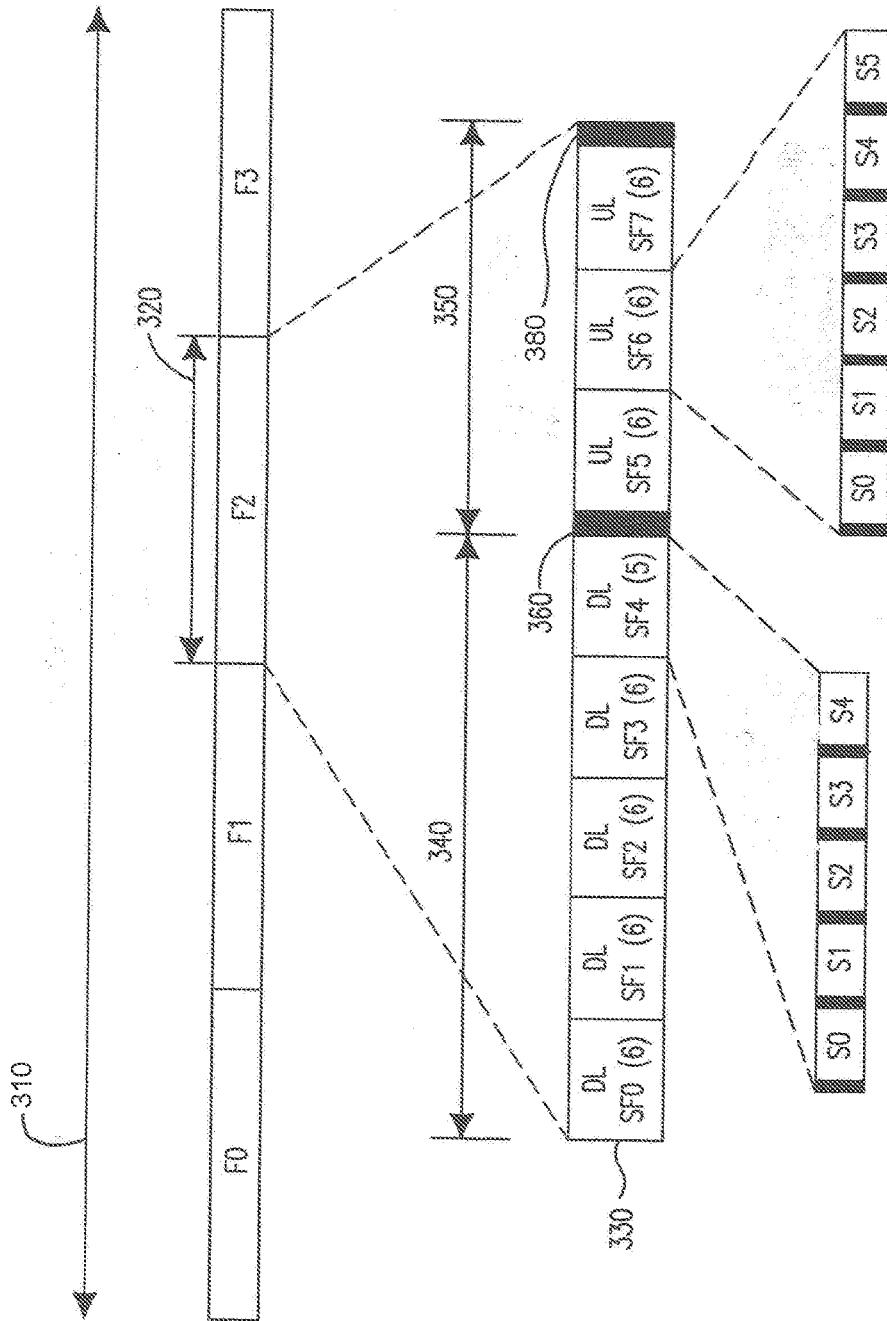 310
F0 F1 F2 F3
320
340 350
DL DL DL DL DL UL UL UL
SF0 (6) SF1 (6) SF2 (6) SF3 (6) SF4 (5) SF5 (6) SF6 (6) SF7 (6)
330 360 380
S0 S1 S2 S3 S4
S0 S1 S2 S3 S4 S5